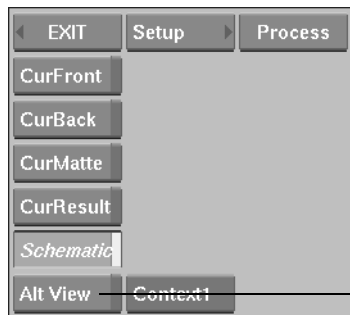 EXIT Setup Process
CurFront
CurBack
CurMatte
CurResult
Schematic
Alt View Context1